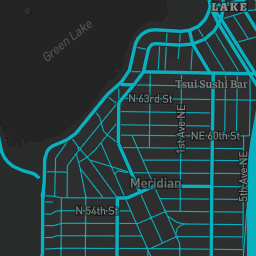 LAKE
Green Lake
Tsui Sushi Bar
N 63rd St
1st Ave NE
NE 60th St
5th Ave NE
Meridian
N 54th St